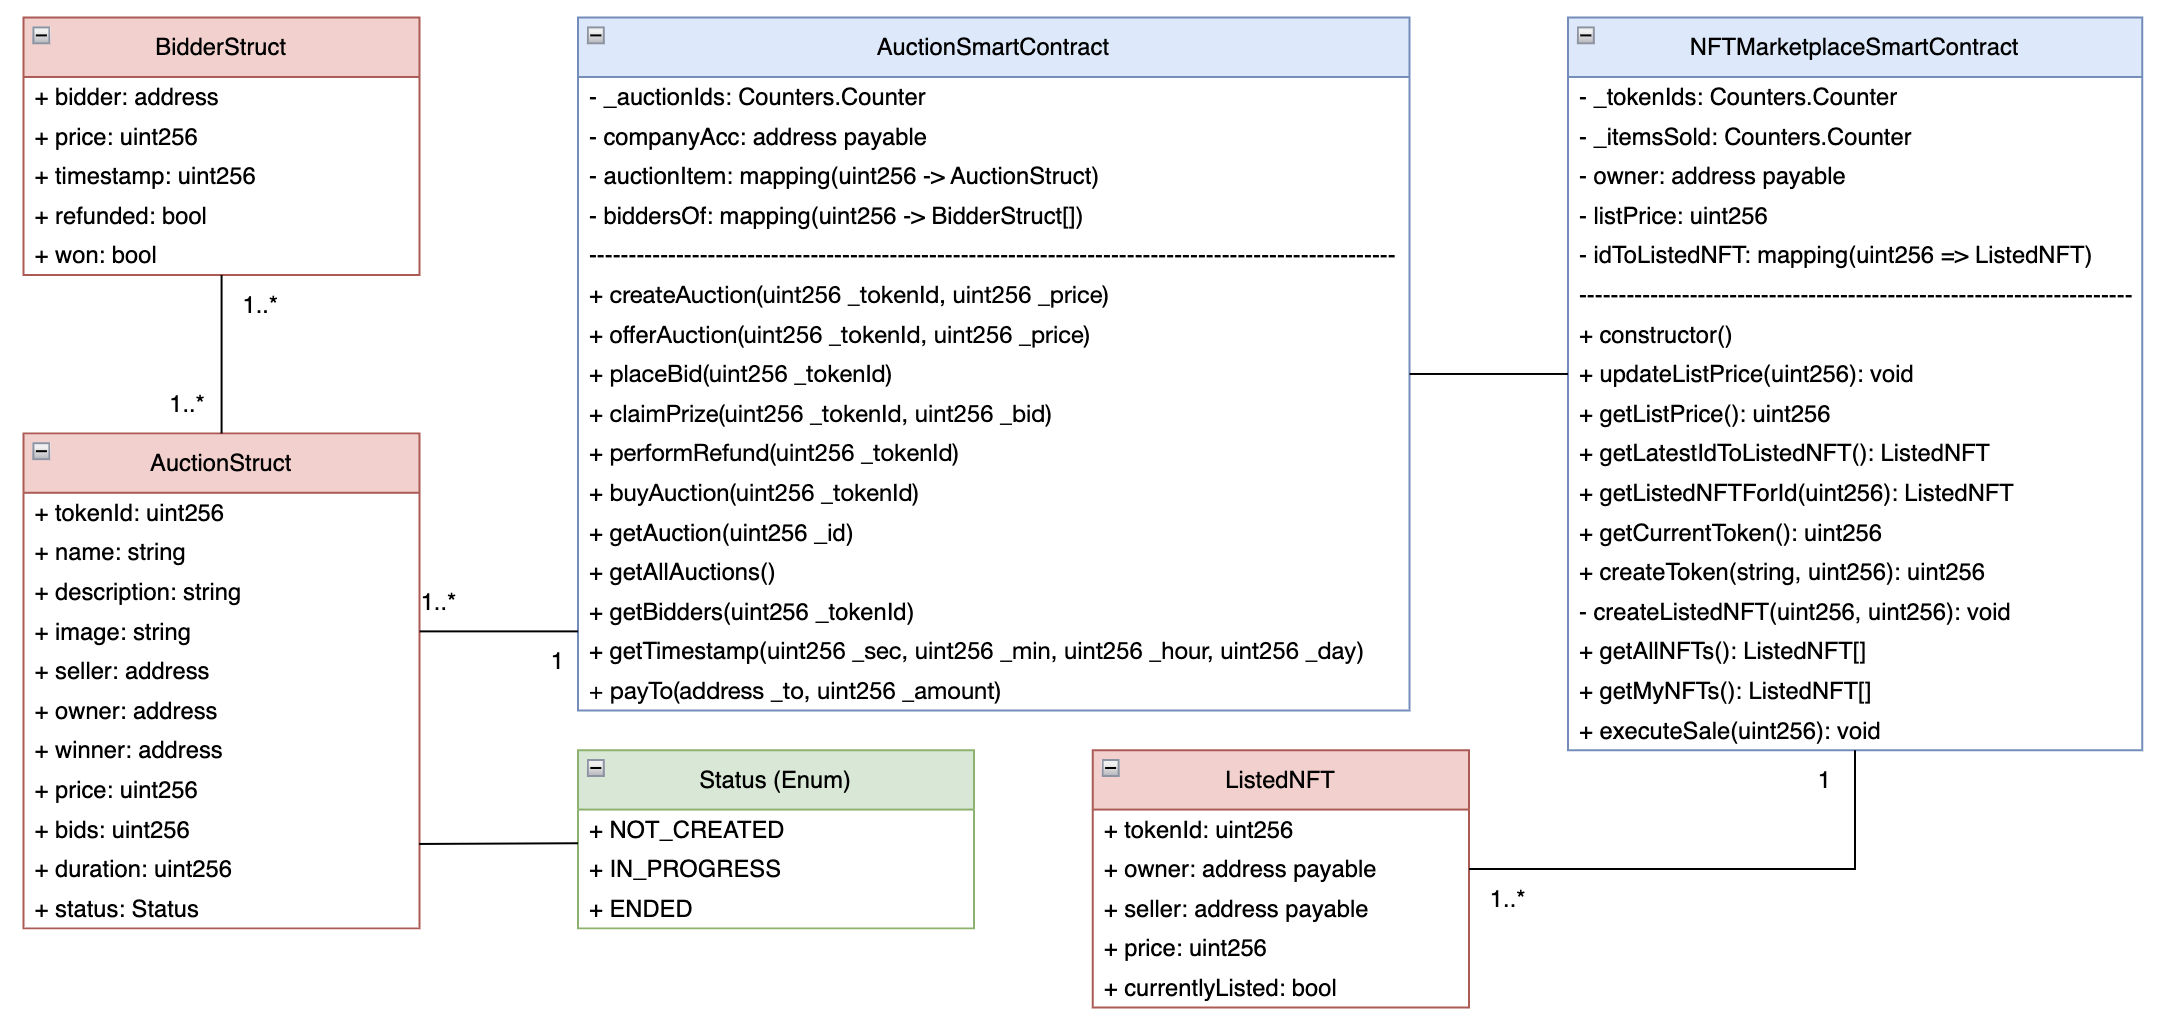 BidderStruct
+ bidder: address
+ price: uint256
+ timestamp: uint256
+ refunded: bool
+ won: bool
1..*
1..*
AuctionStruct
+ tokenId: uint256
+ name: string
+ description: string
+ image: string
+ seller: address
+ owner: address
+ winner: address
+ price: uint256
+ bids: uint256
+ duration: uint256
+ status: Status
1..*
1
AuctionSmartContract
- _auctionIds: Counters.Counter
- companyAcc: address payable
- auctionItem: mapping(uint256 -> AuctionStruct)
- biddersOf: mapping(uint256 -> BidderStruct[])
+ createAuction(uint256 _tokenId, uint256 _price)
+ offerAuction(uint256 _tokenId, uint256 _price)
+ placeBid(uint256 _tokenId)
+ claimPrize(uint256 _tokenId, uint256 _bid)
+ performRefund(uint256 _tokenId)
+ buyAuction(uint256 _tokenId)
+ getAuction(uint256 _id)
+ getAllAuctions()
+ getBidders(uint256 _tokenId)
+ getTimestamp(uint256 _sec, uint256 _min, uint256 _hour, uint256 _day)
+ payTo(address _to, uint256 _amount)
Status (Enum)
+ NOT_CREATED
+ IN_PROGRESS
+ ENDED
NFTMarketplaceSmartContract
- _tokenIds: Counters.Counter
- _itemsSold: Counters.Counter
- owner: address payable
- listPrice: uint256
- idToListedNFT: mapping(uint256 => ListedNFT)
+ constructor()
+ updateListPrice(uint256): void
+ getListPrice(): uint256
+ getLatestIdToListedNFT(): ListedNFT
+ getListedNFTForId(uint256): ListedNFT
+ getCurrentToken(): uint256
+ createToken(string, uint256): uint256
- createListedNFT(uint256, uint256): void
+ getAllNFTs(): ListedNFT[]
+ getMyNFTs(): ListedNFT[]
+ executeSale(uint256): void
1
1..*
ListedNFT
+ tokenId: uint256
+ owner: address payable
+ seller: address payable
+ price: uint256
+ currentlyListed: bool